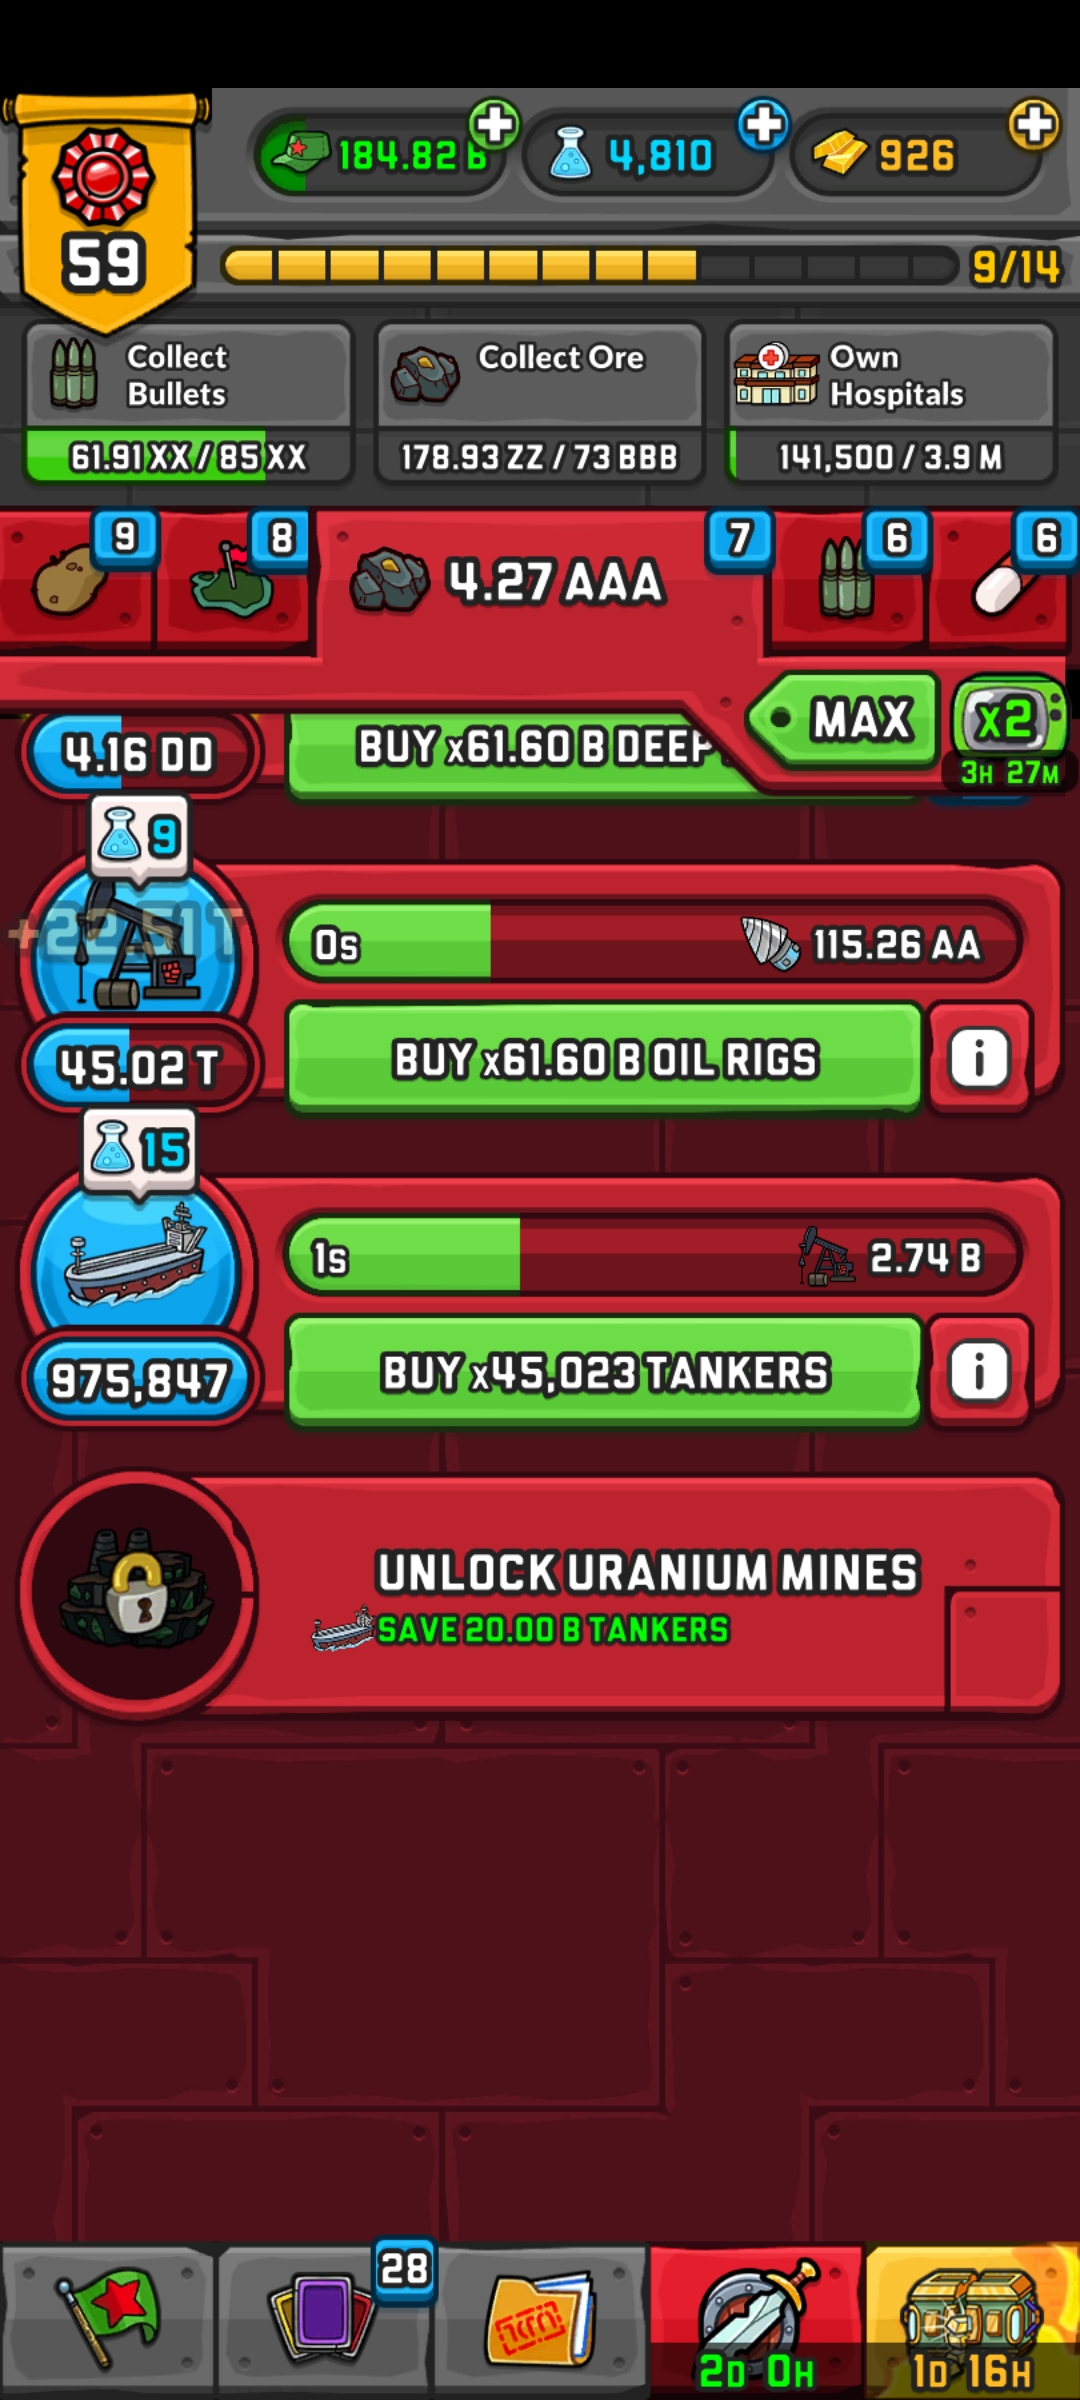 184.82 B
4,810
926
59
9/14
Collect Bullets
61.91 XX / 85 XX
Collect Ore
178.93 ZZ / 73 BBB
Own Hospitals
141,500 / 3.9 M
9
8
4.27 AAA
7
6
6
MAX
x2
3H 27M
4.16 DD
BUY x61.60 B DEEP
9
+22.51 T
0s
115.26 AA
45.02 T
BUY x61.60 B OIL RIGS
i
15
1s
2.74 B
975,847
BUY x45,023 TANKERS
i
UNLOCK URANIUM MINES
SAVE 20.00 B TANKERS
28
2D 0H
1D 16H